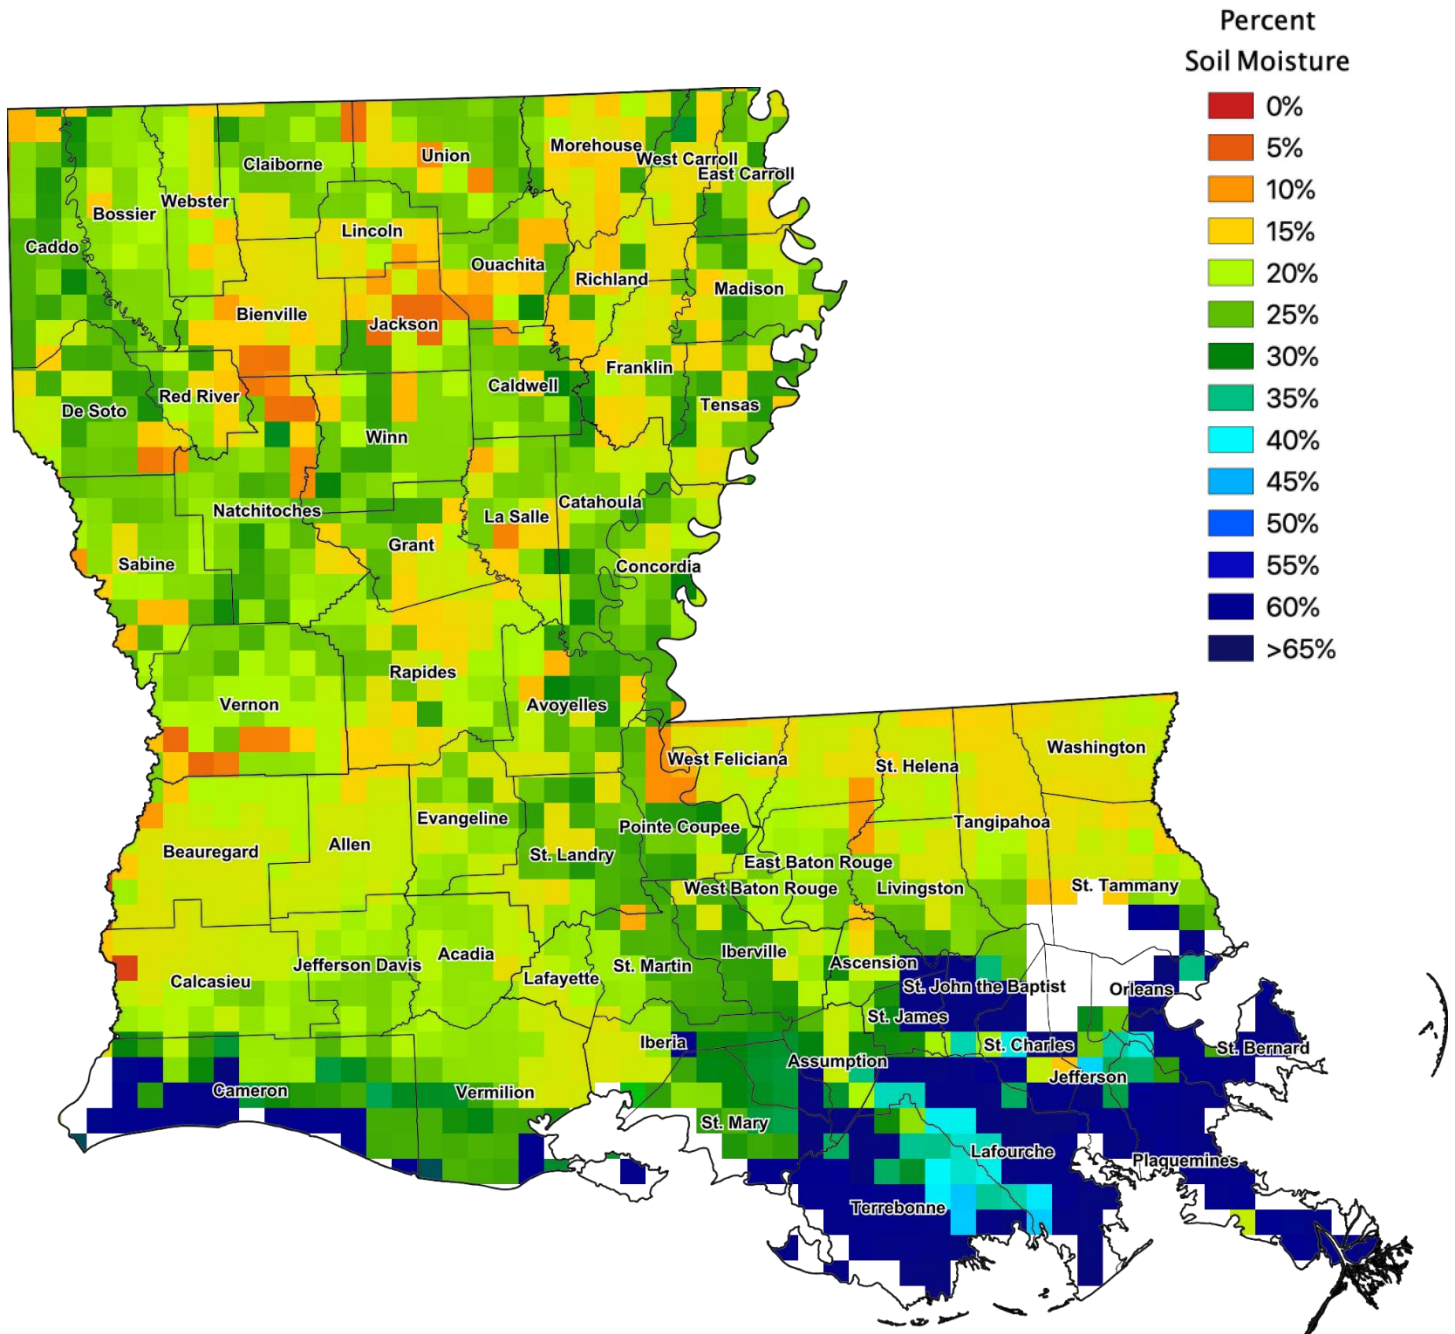 Percent
Soil Moisture
0%
5%
10%
15%
20%
25%
30%
35%
40%
45%
50%
55%
60%
>65%
Morehouse
Union
West Carroll
Claiborne
East Carroll
Webster
Bossier
Lincoln
Caddo
Ouachita
Richland
Madison
Bienville
Jackson
Franklin
Caldwell
Red River
Tensas
De Soto
Winn
Catahoula
Natchitoches
La Salle
Grant
Sabine
Concordia
Rapides
Vernon
Avoyelles
Washington
West Feliciana
St. Helena
Evangeline
Tangipahoa
Pointe Coupee
Allen
Beauregard
St. Landry
East Baton Rouge
St. Tammany
West Baton Rouge
Livingston
Iberville
Acadia
Ascension
Jefferson Davis
St. Martin
Lafayette
Calcasieu
St. John the Baptist
Orleans
St. James
Iberia
St. Charles
St. Bernard
Assumption
Jefferson
Cameron
Vermilion
St. Mary
Lafourche
Plaquemines
Terrebonne